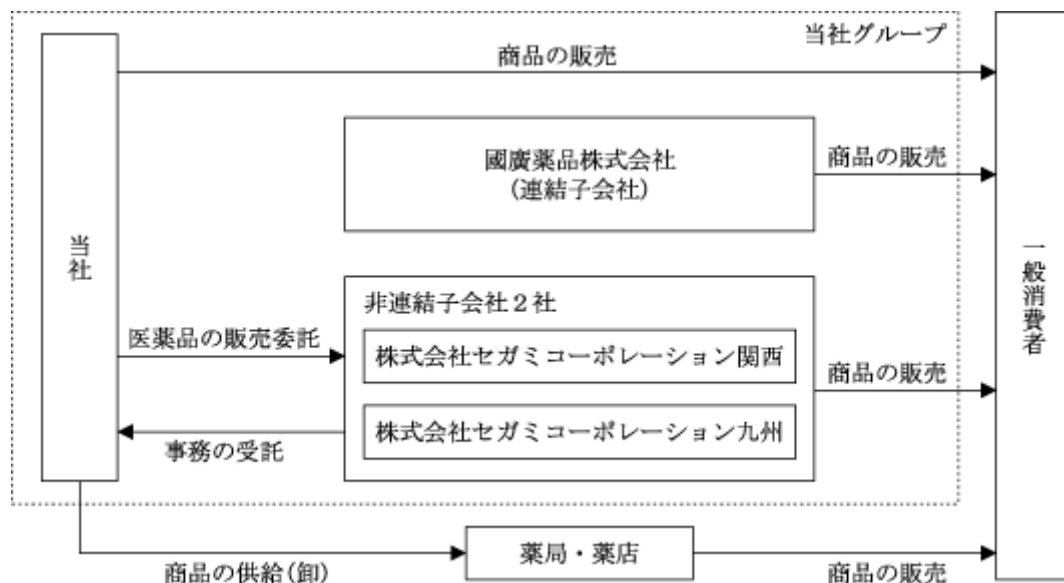 当社グループ
商品の販売
國廣薬品株式会社
(連結子会社)
商品の販売
当社
一般消費者
非連結子会社2社
医薬品の販売委託
株式会社セガミコーポレーション関西
商品の販売
株式会社セガミコーポレーション九州
事務の受託
薬局・薬店
商品の供給(卸)
商品の販売